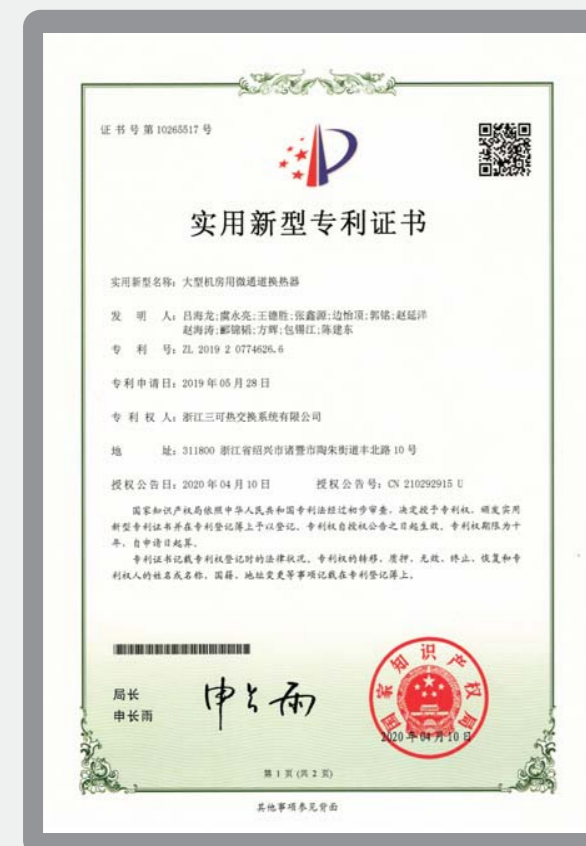 证书号第10265517号
实用新型专利证书
实用新型名称：大型机房用微通道换热器
发 明 人：吕海龙;虞永亮;王德胜;张鑫源;边怡顶;郭铭;赵延洋
赵海涛;郦锦韬;方辉;包锡江;陈建东
专 利 号：ZL 2019 2 0774626.6
专利申请日：2019年05月28日
专 利 权 人：浙江三可热交换系统有限公司
地 址：311800 浙江省绍兴市诸暨市陶朱街道丰北路10号
授权公告日：2020年04月10日 授权公告号：CN 210292915 U
国家知识产权局依照中华人民共和国专利法经过初步审查，决定授予专利权，颁发实用
新型专利证书并在专利登记簿上予以登记。专利权自授权公告之日起生效。专利权期限为十
年，自申请日起算。
专利证书记载专利权登记时的法律状况。专利权的转移、质押、无效、终止、恢复和专
利权人的姓名或名称、国籍、地址变更等事项记载在专利登记簿上。
局长
申长雨
申长雨
国家知识产权局
2020年04月10日
第 1 页 (共 2 页)
其他事项参见背面